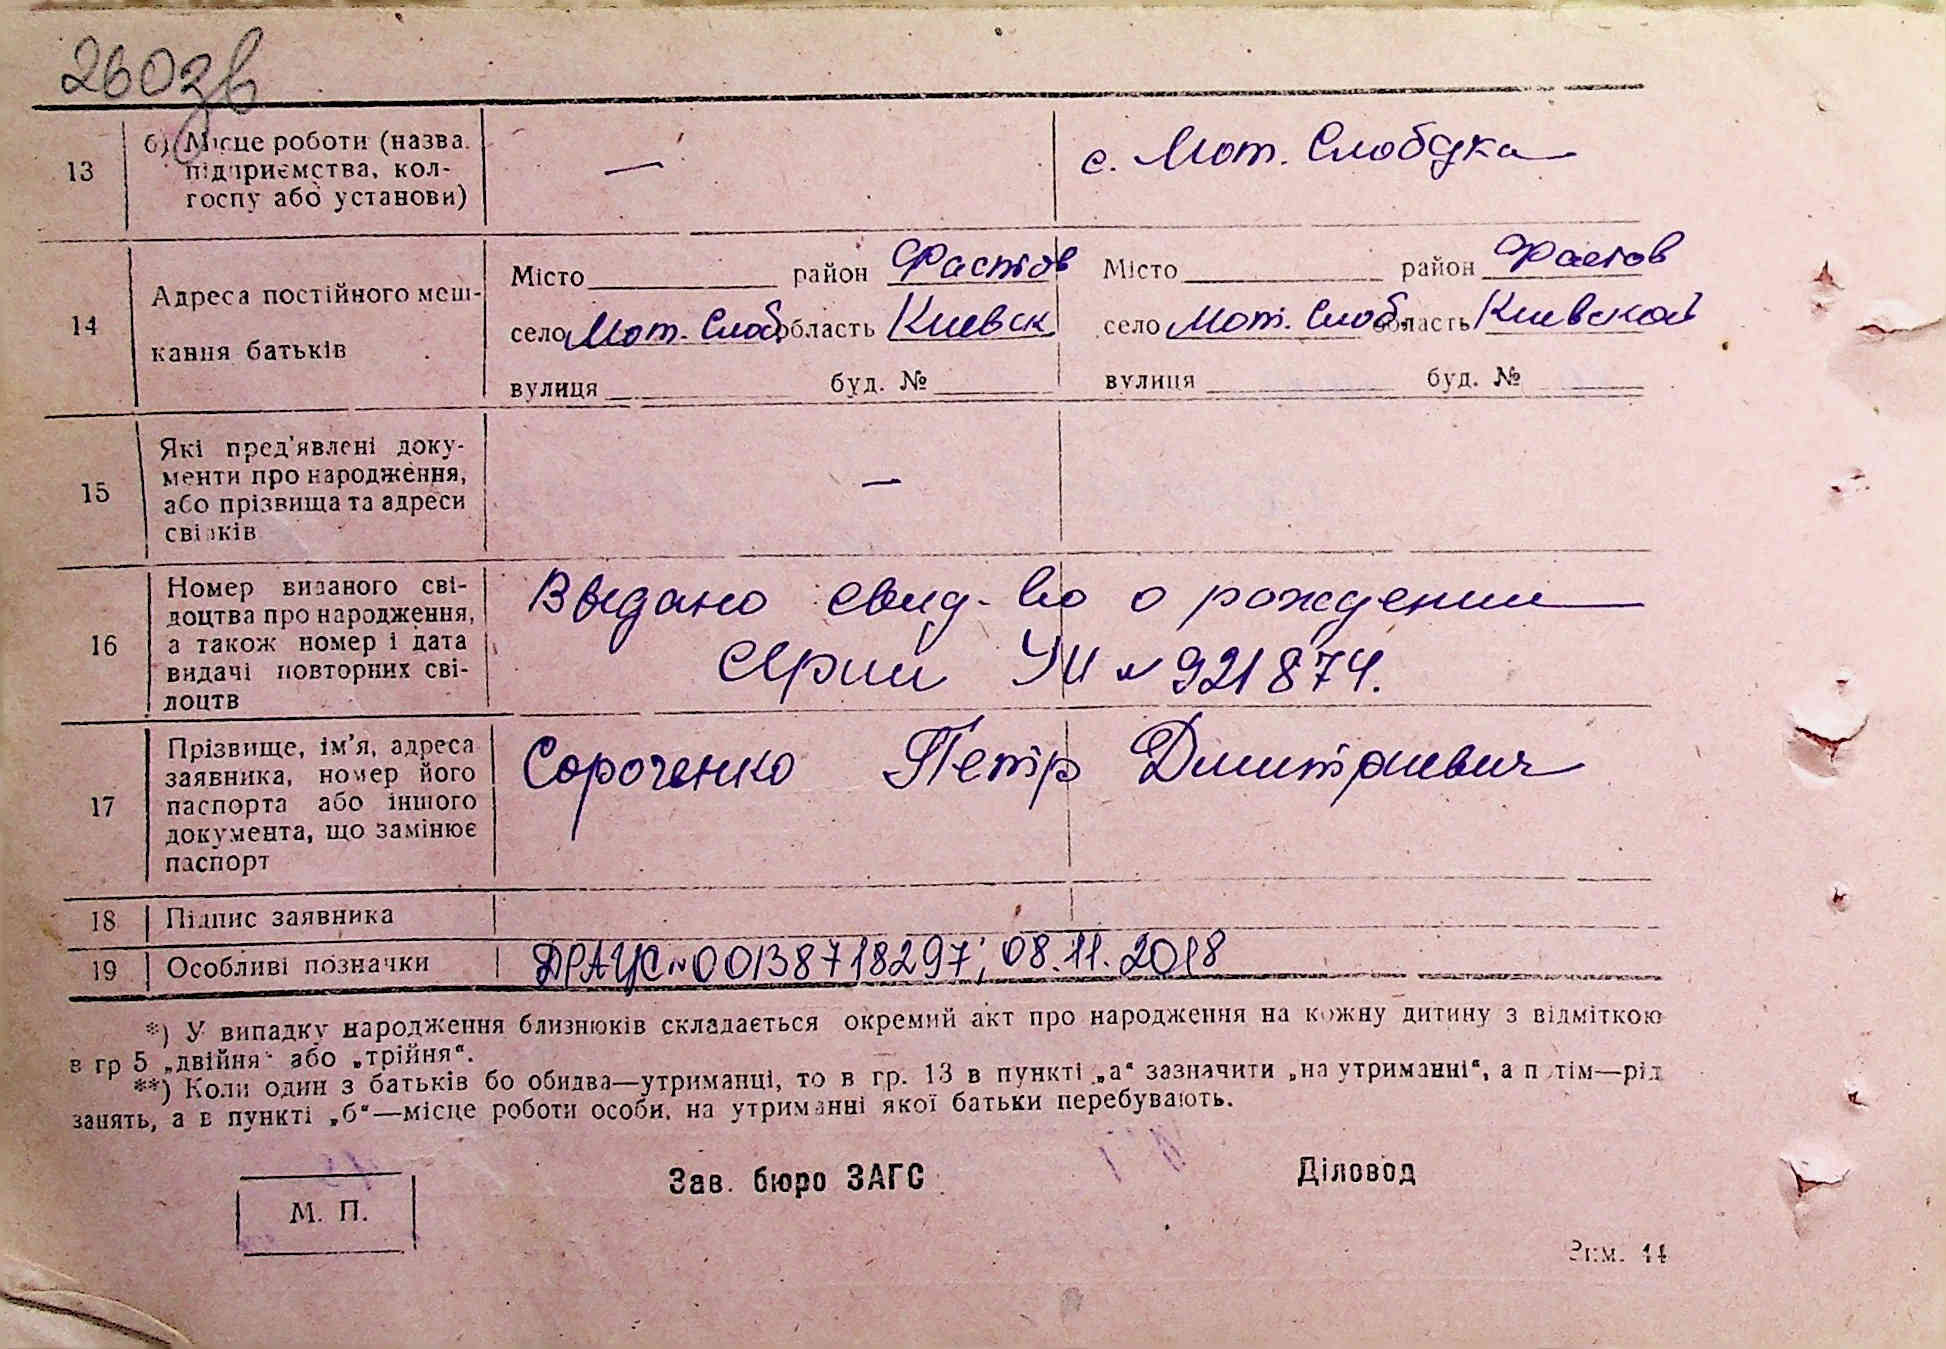 260зв
13 б) Місце роботи (назва підприємства, колгоспу або установи) — с. Мот. Слободка
14 Адреса постійного мешкання батьків
Місто район Фастов Місто район Фастов
село Мот. Слоб. область Киевск село Мот. Слоб. область Киевской
вулиця буд. № вулиця буд. №
15 Які пред'явлені документи про народження, або прізвища та адреси свідків —
16 Номер виданого свідоцтва про народження, а також номер і дата видачі повторних свідоцтв
Выдано свид-во о рождении
Серии УИ № 921874.
17 Прізвище, ім'я, адреса заявника, номер його паспорта або іншого документа, що замінює паспорт
Сороченко Петр Дмитриевич
18 Підпис заявника
19 Особливі позначки ДРАЦС №00138718297; 08.11.2018
*) У випадку народження близнюків складається окремий акт про народження на кожну дитину з відміткою
в гр 5 „двійня" або „трійня".
**) Коли один з батьків бо обидва—утриманці, то в гр. 13 в пункті „а" зазначити „на утриманні", а потім—рід
занять, а в пункті „б"—місце роботи особи, на утриманні якої батьки перебувають.
Зав. бюро ЗАГС Діловод
М. П.